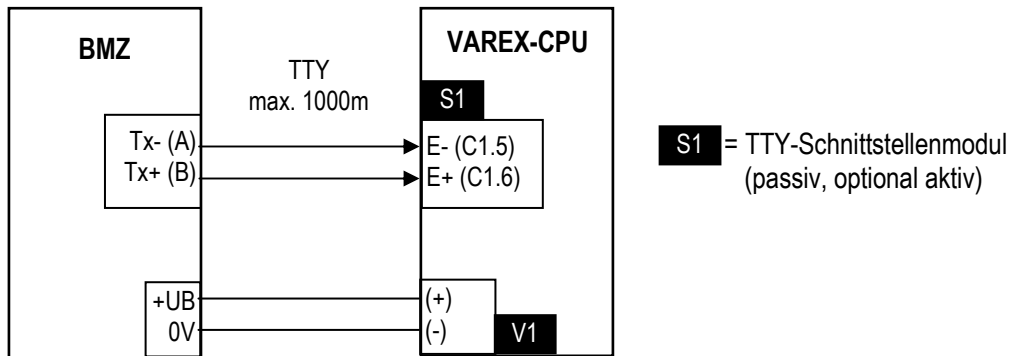 BMZ
TTY
max. 1000m
VAREX-CPU
S1
Tx- (A)
Tx+ (B)
E- (C1.5)
E+ (C1.6)
S1 = TTY-Schnittstellenmodul
(passiv, optional aktiv)
+UB
0V
(+)
(-)
V1